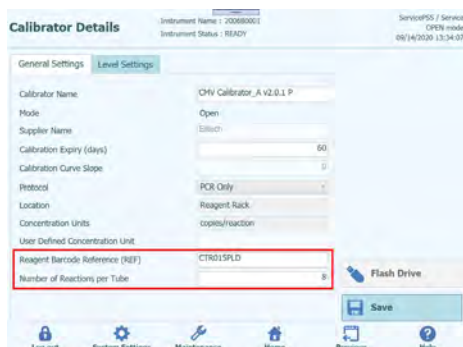 Calibrator Details
Instrument Name : 200680001
Instrument Status : READY
ServicePSS / Service
OPEN mode
09/14/2020 13:34:07
General Settings
Level Settings
Calibrator Name
CMV Calibrator_A v2.0.1 P
Mode
Open
Supplier Name
Elitech
Calibration Expiry (days)
60
Calibration Curve Slope
0
Protocol
PCR Only
Location
Reagent Rack
Concentration Units
copies/reaction
User Defined Concentration Unit
Reagent Barcode Reference (REF)
CTR015PLD
Number of Reactions per Tube
8
Flash Drive
Save
Log out
System Settings
Maintenance
Home
Previous
Help